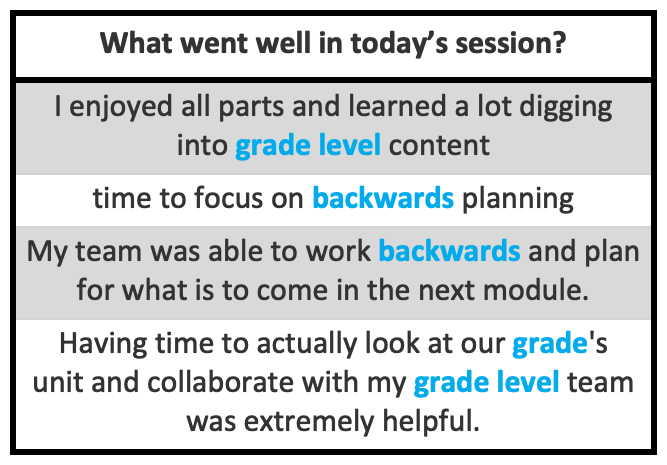 What went well in today’s session?
I enjoyed all parts and learned a lot digging
into grade level content
time to focus on backwards planning
My team was able to work backwards and plan
for what is to come in the next module.
Having time to actually look at our grade's
unit and collaborate with my grade level team
was extremely helpful.